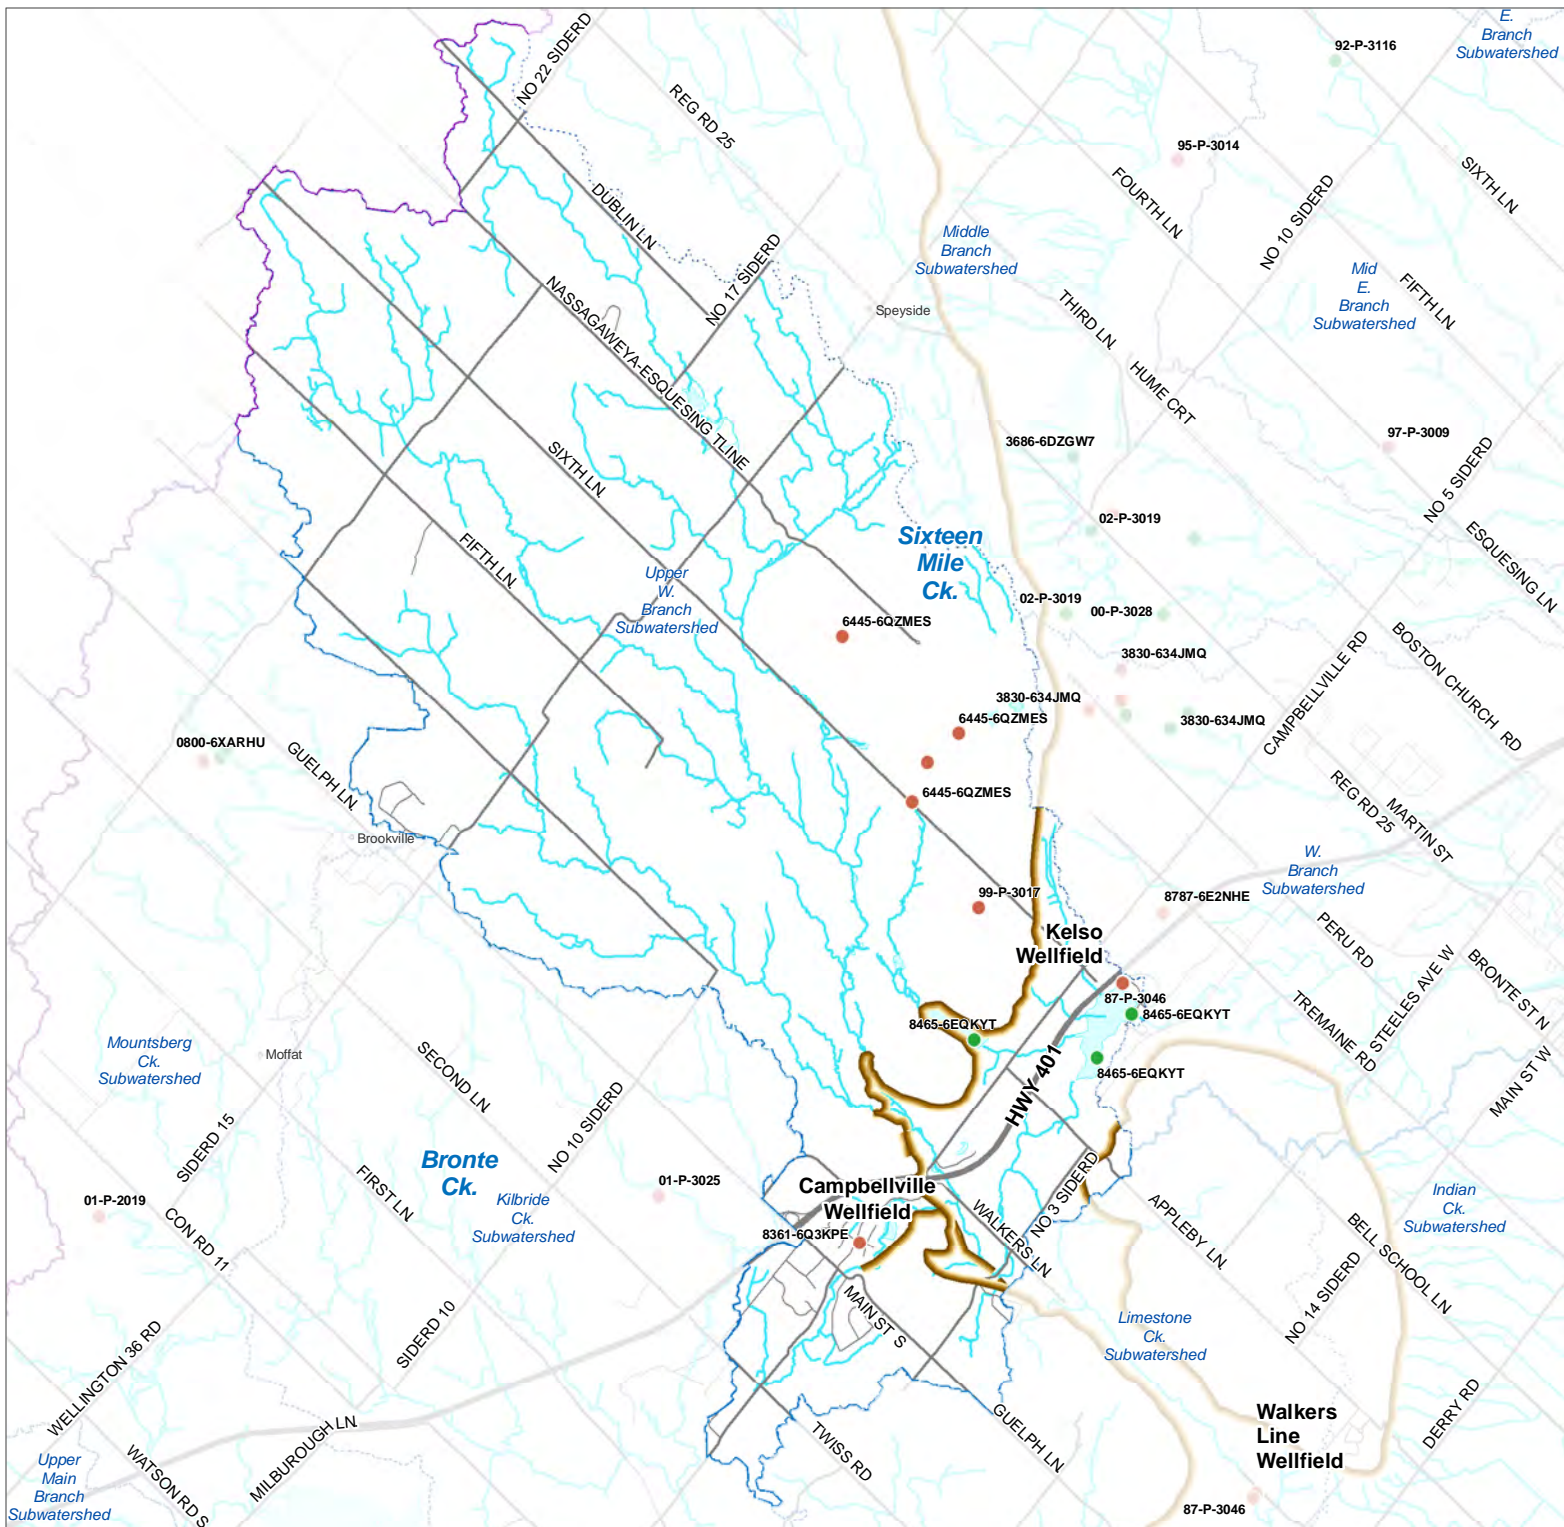 E.
Branch
Subwatershed
92-P-3116
NO 22 SIDERD
REG RD 25
95-P-3014
SIXTH LN
FOURTH LN
DUBLIN LN
NO 10 SIDERD
Middle
Branch
Subwatershed
Mid
E.
Branch
Subwatershed
FIFTH LN
NO 17 SIDERD
NASSAGAWEYA-ESQUESING TLINE
Speyside
THIRD LN
HUME CRT
3686-6DZGW7
97-P-3009
SIXTH LN
NO 5 SIDERD
02-P-3019
Sixteen
Mile
Ck.
FIFTH LN
ESQUESING LN
Upper
W.
Branch
Subwatershed
02-P-3019
00-P-3028
6445-6QZMES
BOSTON CHURCH RD
3830-634JMQ
CAMPBELLVILLE RD
3830-634JMQ
6445-6QZMES
3830-634JMQ
0800-6XARHU
GUELPH LN
6445-6QZMES
REG RD 25
MARTIN ST
Brookville
W.
Branch
Subwatershed
99-P-3017
8787-6E2NHE
Kelso
Wellfield
PERU RD
STEELES AVE W
BRONTE ST N
87-P-3046
8465-6EQKYT
8465-6EQKYT
TREMAINE RD
Mountsberg
Ck.
Subwatershed
Moffat
SECOND LN
HWY 401
8465-6EQKYT
MAIN ST W
SIDERD 15
NO 10 SIDERD
Bronte
Ck.
FIRST LN
01-P-2019
CON RD 11
Kilbride
Ck.
Subwatershed
01-P-3025
Campbellville
Wellfield
8361-6Q3KPE
WALKERS LN
NO 3 SIDERD
APPLEBY LN
Indian
Ck.
Subwatershed
BELL SCHOOL LN
NO 14 SIDERD
MAIN ST S
SIDERD 10
WELLINGTON 36 RD
Limestone
Ck.
Subwatershed
MILBOROUGH LN
TWISS RD
GUELPH LN
Walkers
Line
Wellfield
DERRY RD
Upper
Main
Branch
Subwatershed
WATSON RD S
87-P-3046